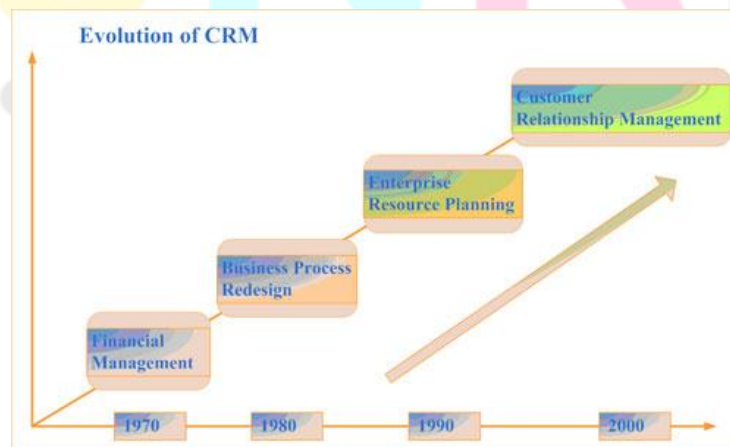 Evolution of CRM
Customer
Relationship Management
Enterprise
Resource Planning
Business Process
Redesign
Financial
Management
1970
1980
1990
2000